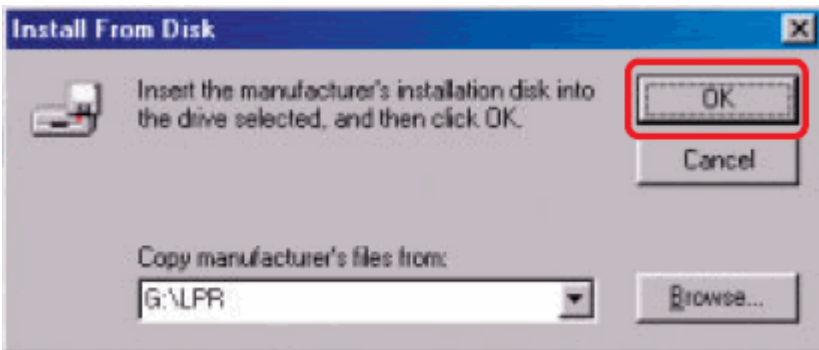 Install From Disk
Insert the manufacturer's installation disk into
the drive selected, and then click OK.
OK
Cancel
Copy manufacturer's files from:
G:\LPR
Browse...